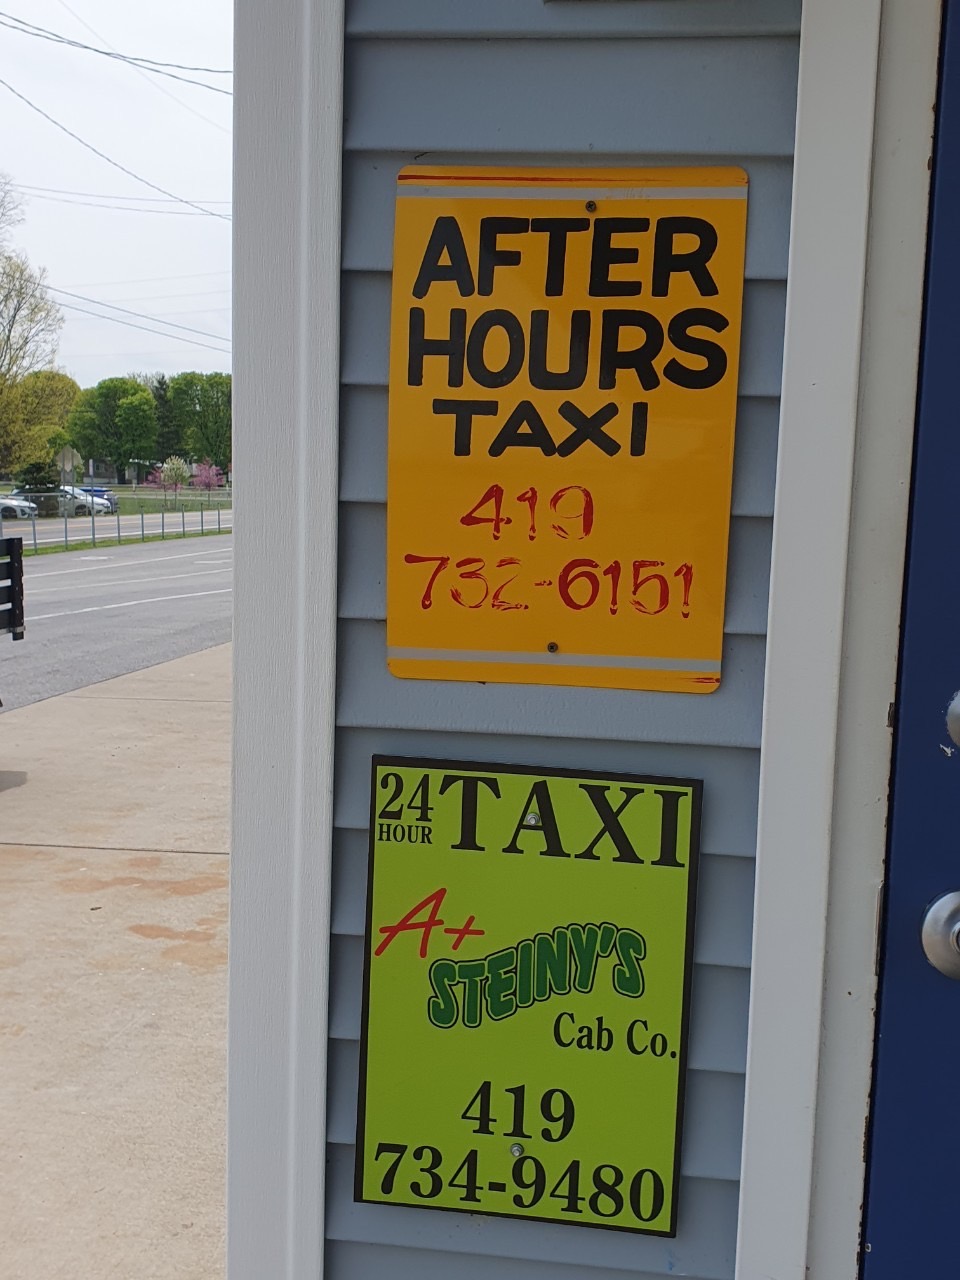 AFTER
HOURS
TAXI
419
732-6151
24 HOUR TAXI
A+
STEINY'S
Cab Co.
419
734-9480